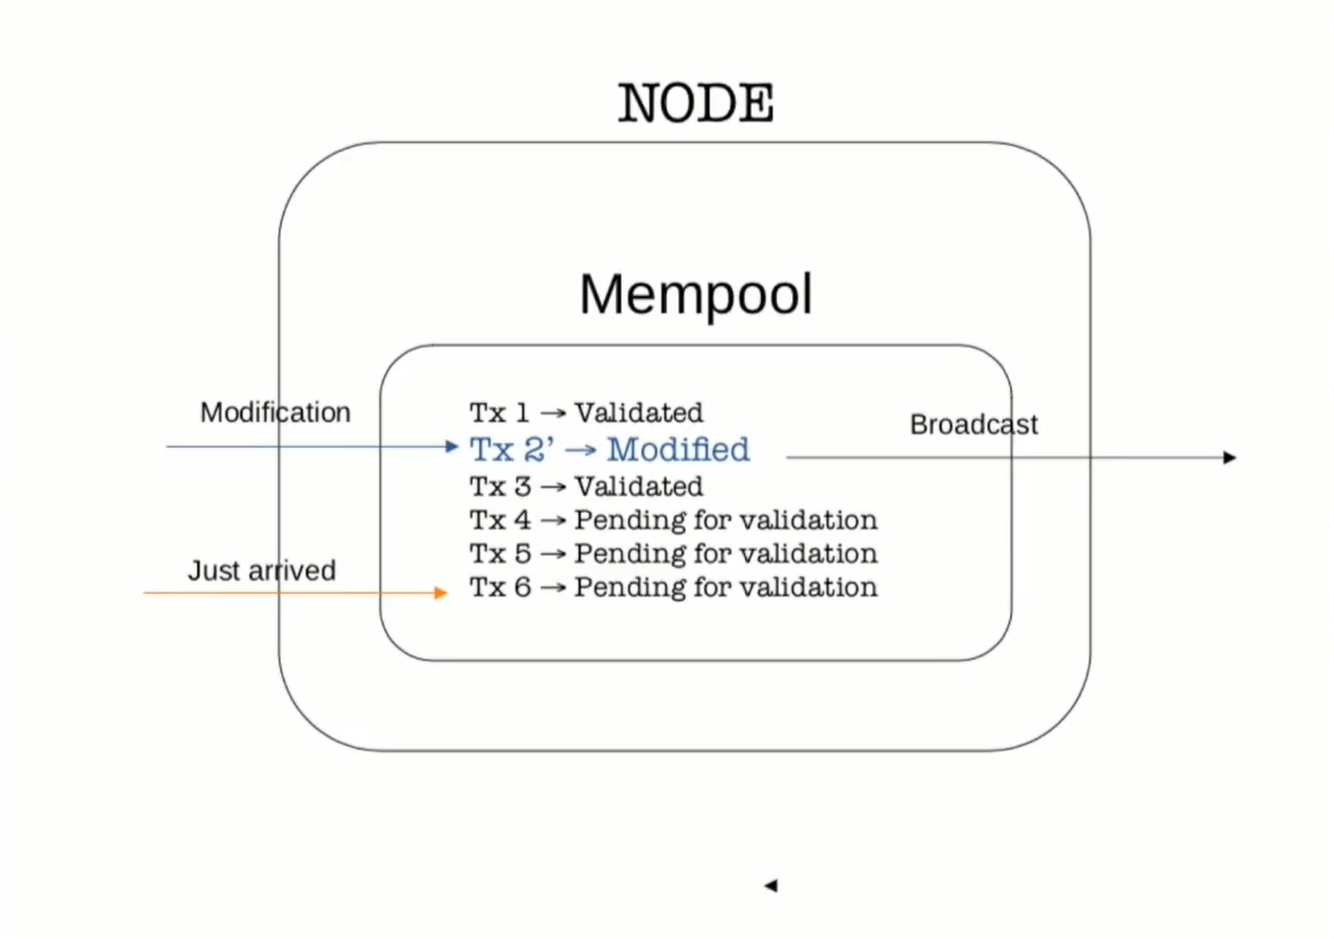 NODE
Mempool
Modification
Tx 1 → Validated
Tx 2’ → Modified
Broadcast
Tx 3 → Validated
Tx 4 → Pending for validation
Tx 5 → Pending for validation
Just arrived
Tx 6 → Pending for validation